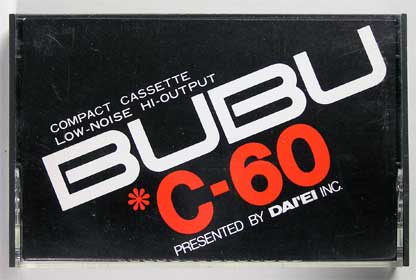 COMPACT CASSETTE
LOW-NOISE HI-OUTPUT
BUBU
*C-60
PRESENTED BY DAI'EI INC.